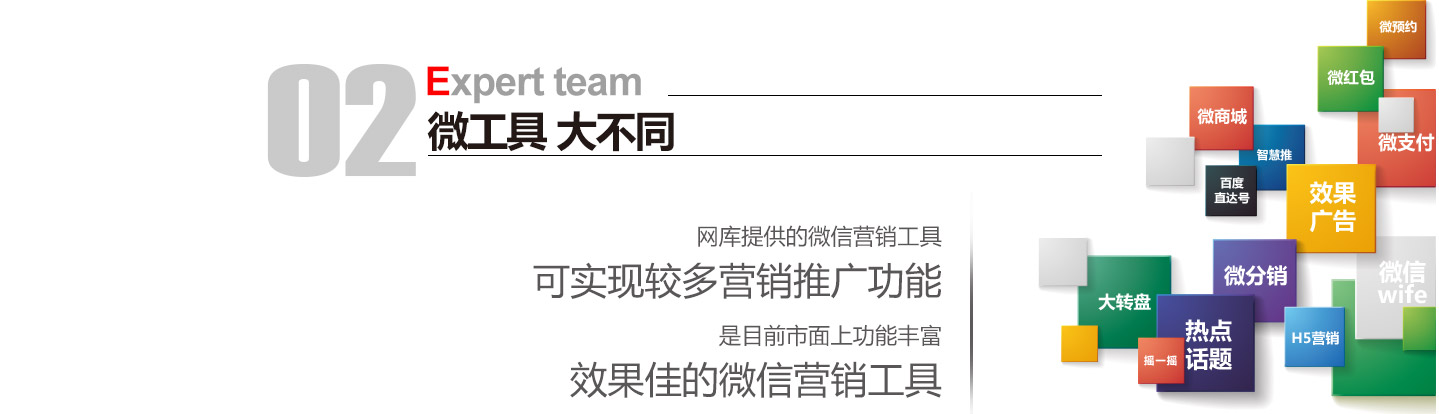 02
Expert team
微工具 大不同
网库提供的微信营销工具
可实现较多营销推广功能
是目前市面上功能丰富
效果佳的微信营销工具
微预约
微红包
微商城
微支付
智慧推
百度
直达号
效果
广告
微分销
微信
wife
大转盘
热点
话题
H5营销
摇一摇